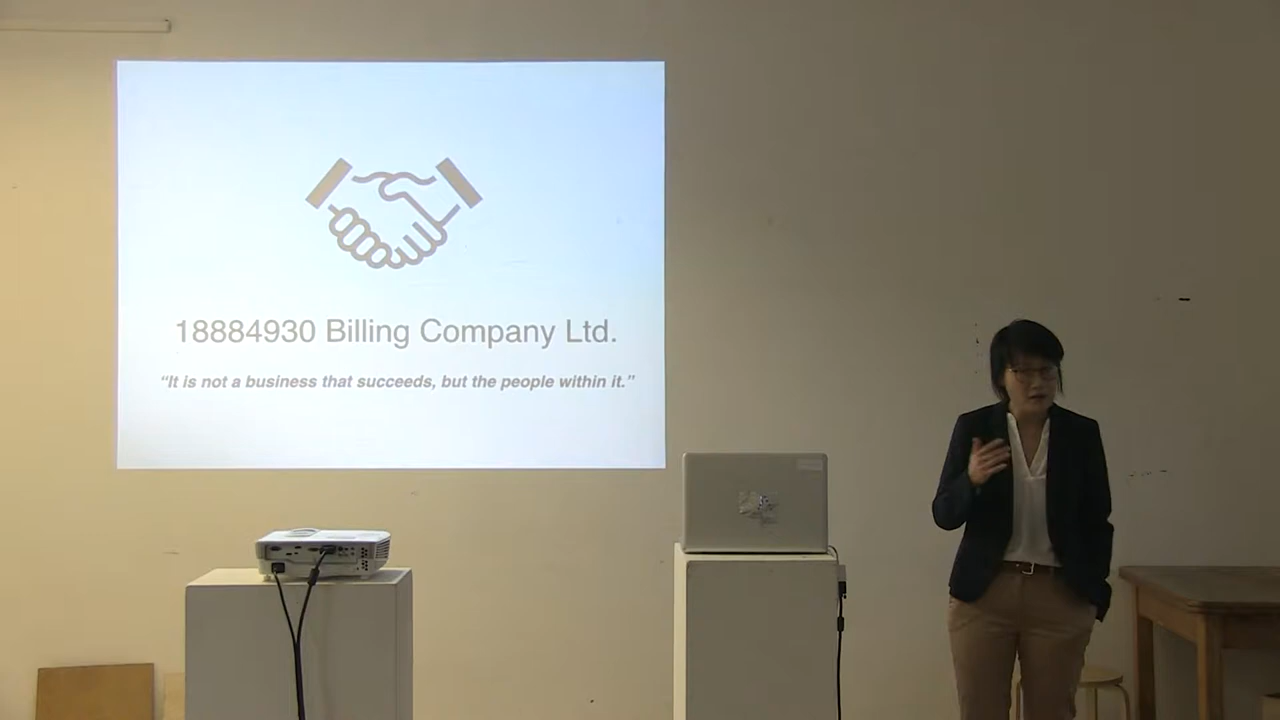 18884930 Billing Company Ltd.
“It is not a business that succeeds, but the people within it.”